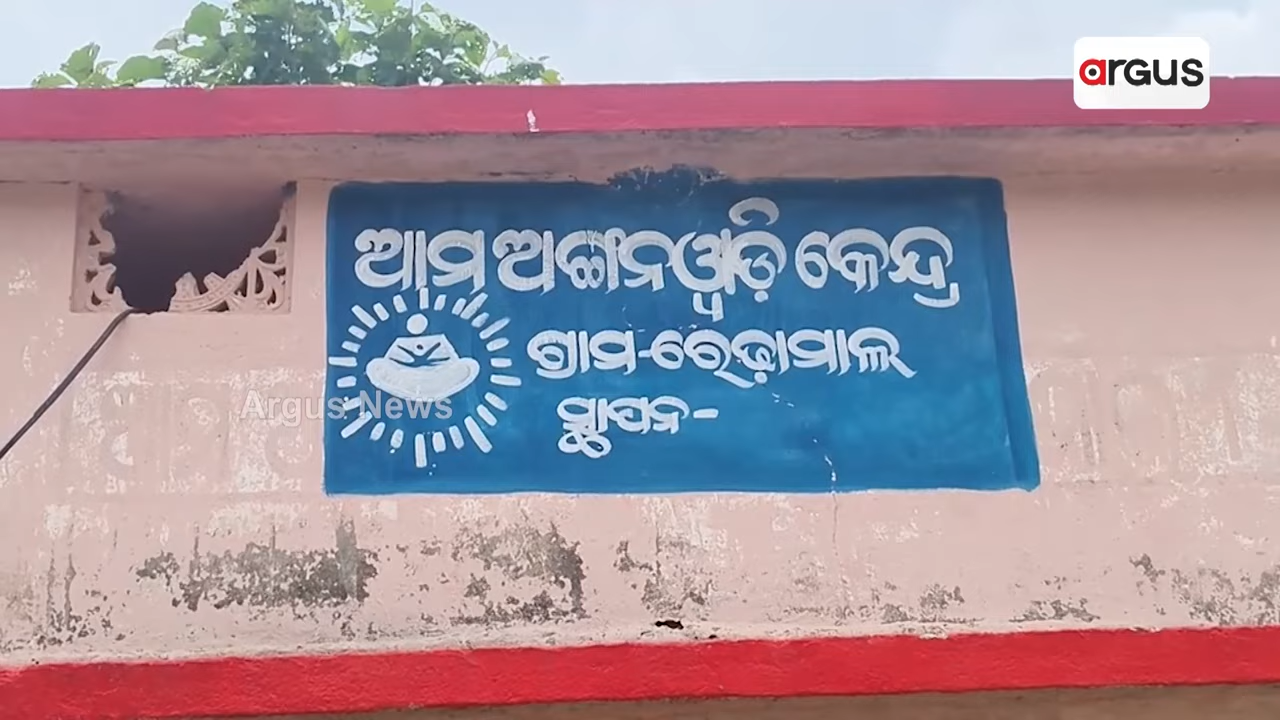 argus
ଆମ ଅଙ୍ଗନୱାଡ଼ି କେନ୍ଦ୍ର
ଗ୍ରାମ-ରେଢ଼ାମାଲ
ସ୍ଥାପନ-
Argus News